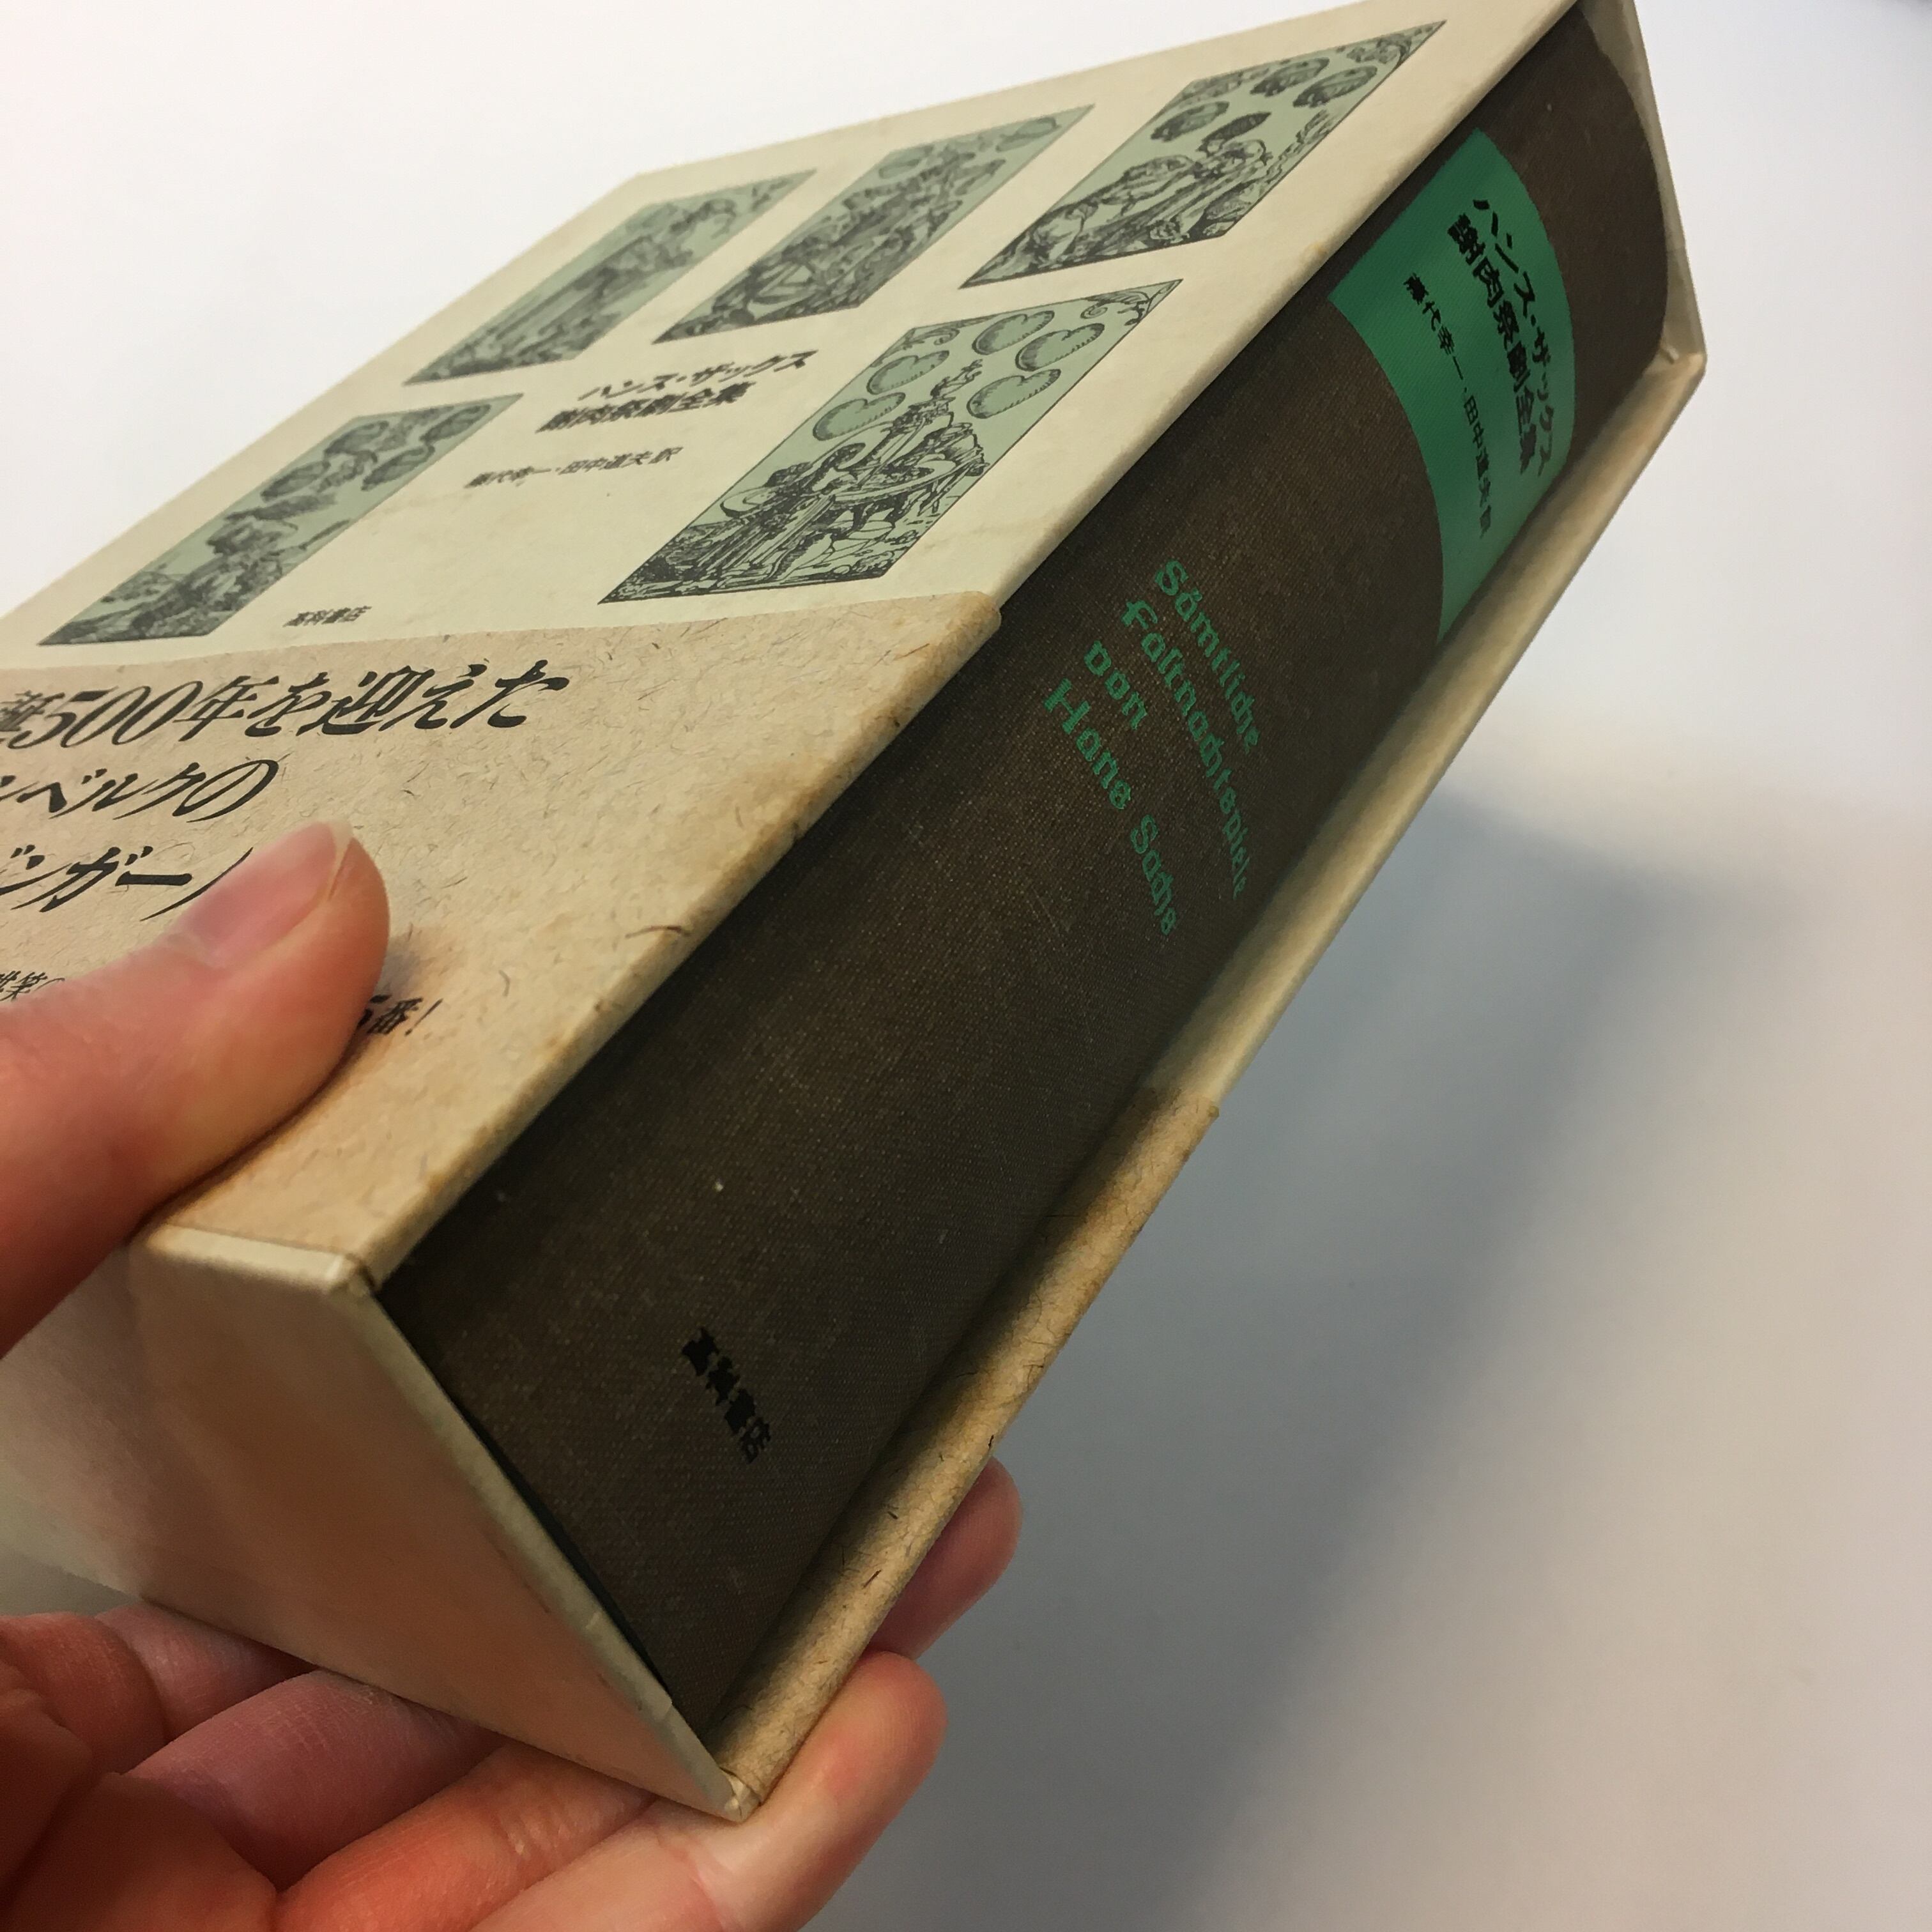 ハンス・ザックス
謝肉祭劇全集
藤代幸一・田中道夫 訳
高科書店
誕500年を迎えた
ンベルクの
ジンガー
5番!
ハンス・ザックス
謝肉祭劇全集
藤代幸一・田中道夫 訳
Sämtliche
Faſtnachtspiele
von
Hans Sachs
高科書店